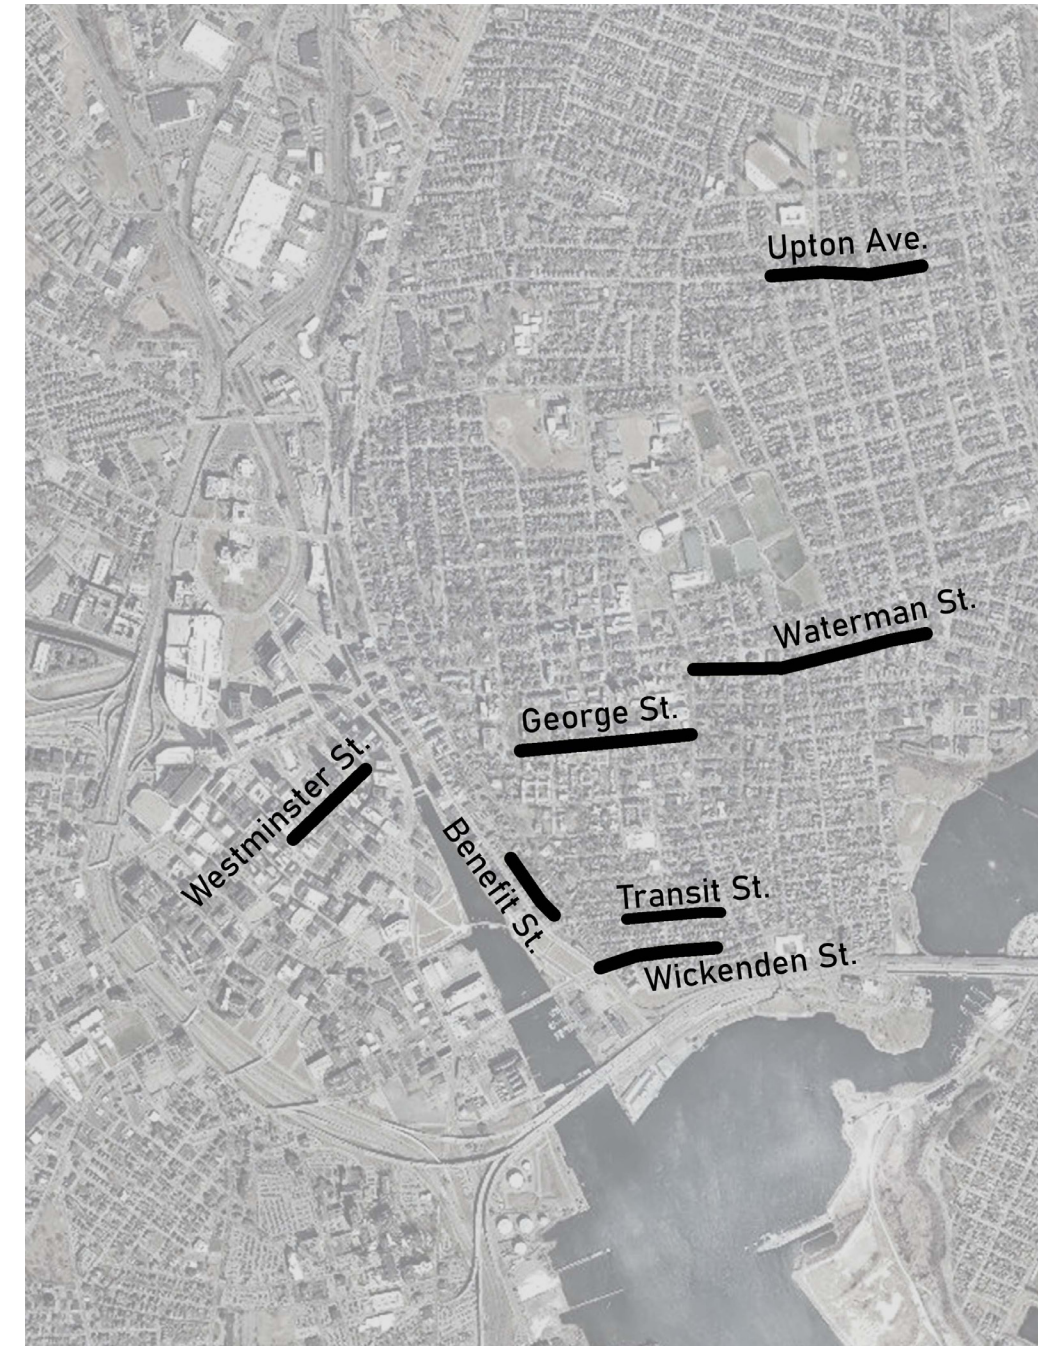 Upton Ave.
Waterman St.
George St.
Westminster St.
Benefit St.
Transit St.
Wickenden St.